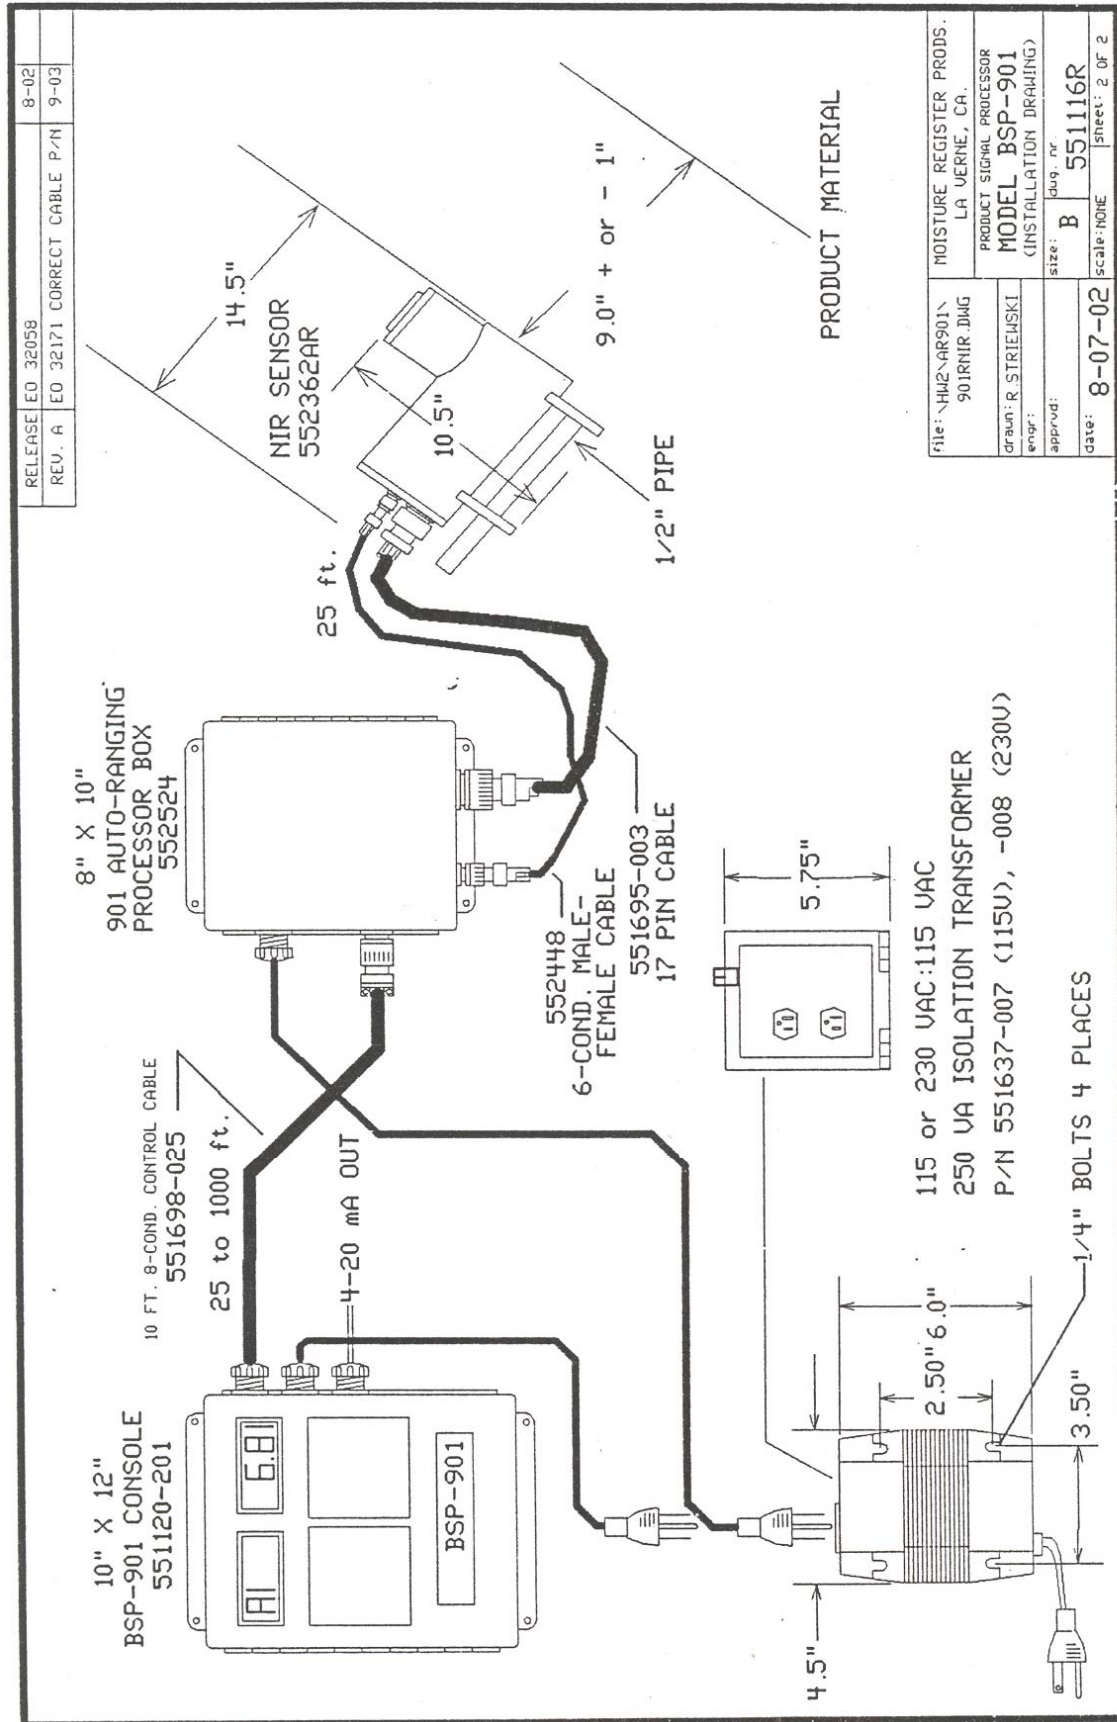 RELEASE EO 32058 8-02
REV. A EO 32171 CORRECT CABLE P/N 9-03
10" X 12"
BSP-901 CONSOLE
551120-201
A1
6.81
BSP-901
10 FT. 8-COND. CONTROL CABLE
551698-025
25 to 1000 ft.
4-20 mA OUT
8" X 10"
901 AUTO-RANGING
PROCESSOR BOX
552524
552448
6-COND. MALE-
FEMALE CABLE
551695-003
17 PIN CABLE
25 ft.
NIR SENSOR
552362AR
14.5"
10.5"
1/2" PIPE
9.0" + or - 1"
PRODUCT MATERIAL
4.5"
2.50"
6.0"
3.50"
1/4" BOLTS 4 PLACES
5.75"
115 or 230 VAC:115 VAC
250 VA ISOLATION TRANSFORMER
P/N 551637-007 (115V), -008 (230V)
file: \HW2\AR901\
901RNIR.DWG
drawn: R.STRIEWSKI
engr:
apprvd:
date: 8-07-02
MOISTURE REGISTER PRODS.
LA VERNE, CA.
PRODUCT SIGNAL PROCESSOR
MODEL BSP-901
(INSTALLATION DRAWING)
size: B
dwg. nr. 551116R
scale: NONE
sheet: 2 OF 2